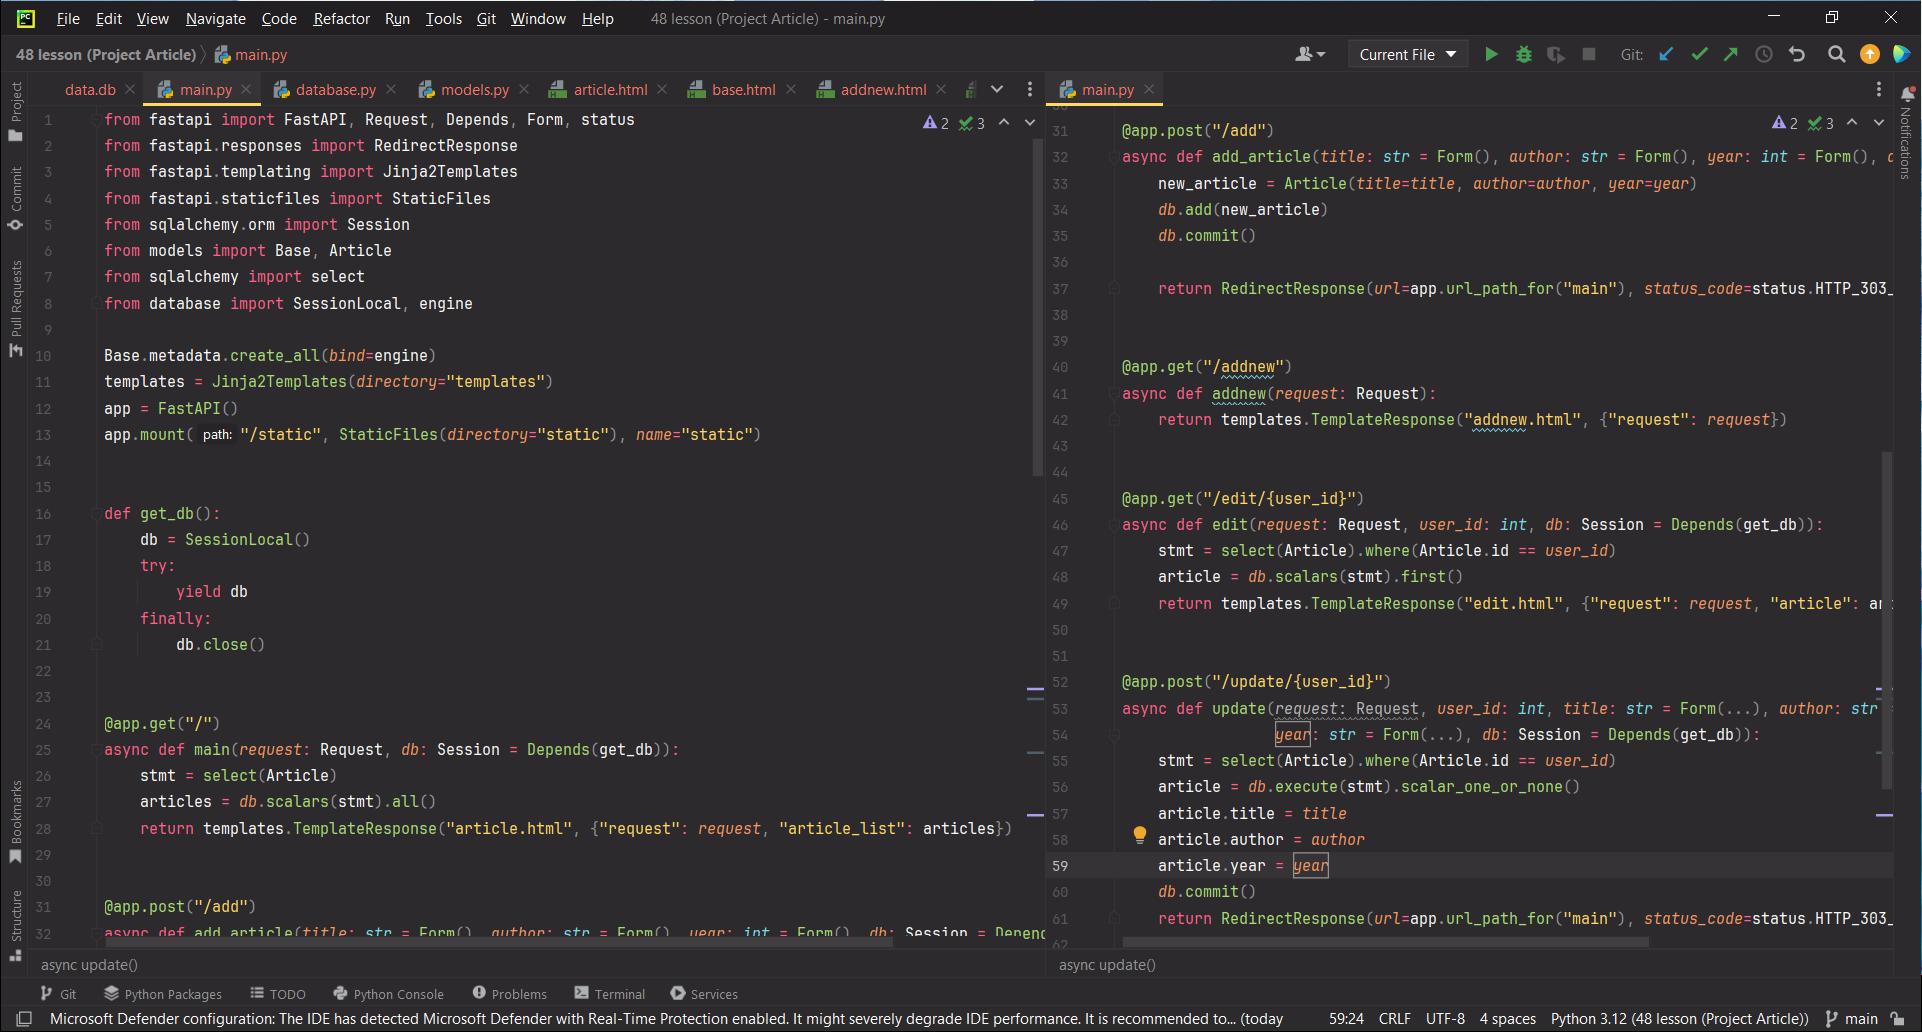 PC File Edit View Navigate Code Refactor Run Tools Git Window Help 48 lesson (Project Article) - main.py
48 lesson (Project Article) main.py Current File Git:
data.db main.py database.py models.py article.html base.html addnew.html main.py
Project
Commit
Pull Requests
Bookmarks
Structure
2 3
1 from fastapi import FastAPI, Request, Depends, Form, status
2 from fastapi.responses import RedirectResponse
3 from fastapi.templating import Jinja2Templates
4 from fastapi.staticfiles import StaticFiles
5 from sqlalchemy.orm import Session
6 from models import Base, Article
7 from sqlalchemy import select
8 from database import SessionLocal, engine
9
10 Base.metadata.create_all(bind=engine)
11 templates = Jinja2Templates(directory="templates")
12 app = FastAPI()
13 app.mount( path: "/static", StaticFiles(directory="static"), name="static")
14
15
16 def get_db():
17 db = SessionLocal()
18 try:
19 yield db
20 finally:
21 db.close()
22
23
24 @app.get("/")
25 async def main(request: Request, db: Session = Depends(get_db)):
26 stmt = select(Article)
27 articles = db.scalars(stmt).all()
28 return templates.TemplateResponse("article.html", {"request": request, "article_list": articles})
29
30
31 @app.post("/add")
32 async def add_article(title: str = Form(), author: str = Form(), year: int = Form(), db: Session = Depend
async update()
2 3
30
31 @app.post("/add")
32 async def add_article(title: str = Form(), author: str = Form(), year: int = Form(), d
33 new_article = Article(title=title, author=author, year=year)
34 db.add(new_article)
35 db.commit()
36
37 return RedirectResponse(url=app.url_path_for("main"), status_code=status.HTTP_303_
38
39
40 @app.get("/addnew")
41 async def addnew(request: Request):
42 return templates.TemplateResponse("addnew.html", {"request": request})
43
44
45 @app.get("/edit/{user_id}")
46 async def edit(request: Request, user_id: int, db: Session = Depends(get_db)):
47 stmt = select(Article).where(Article.id == user_id)
48 article = db.scalars(stmt).first()
49 return templates.TemplateResponse("edit.html", {"request": request, "article": ar
50
51
52 @app.post("/update/{user_id}")
53 async def update(request: Request, user_id: int, title: str = Form(...), author: str
54 year: str = Form(...), db: Session = Depends(get_db)):
55 stmt = select(Article).where(Article.id == user_id)
56 article = db.execute(stmt).scalar_one_or_none()
57 article.title = title
58 article.author = author
59 article.year = year
60 db.commit()
61 return RedirectResponse(url=app.url_path_for("main"), status_code=status.HTTP_303_
62
async update()
Notifications
Git Python Packages TODO Python Console Problems Terminal Services
Microsoft Defender configuration: The IDE has detected Microsoft Defender with Real-Time Protection enabled. It might severely degrade IDE performance. It is recommended to... (today 59:24 CRLF UTF-8 4 spaces Python 3.12 (48 lesson (Project Article)) main